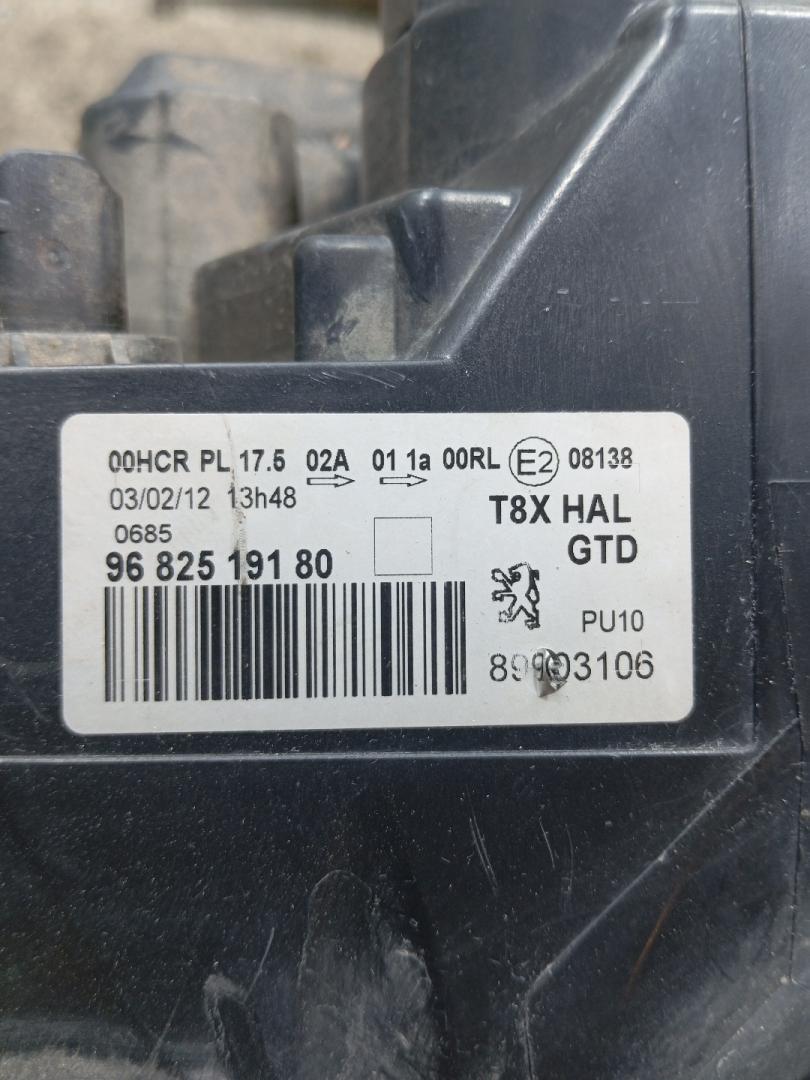 00HCR PL 17.5 02A 01 1a 00RL E2 08138
03/02/12 13h48
T8X HAL
0685
GTD
96 825 191 80
PU10